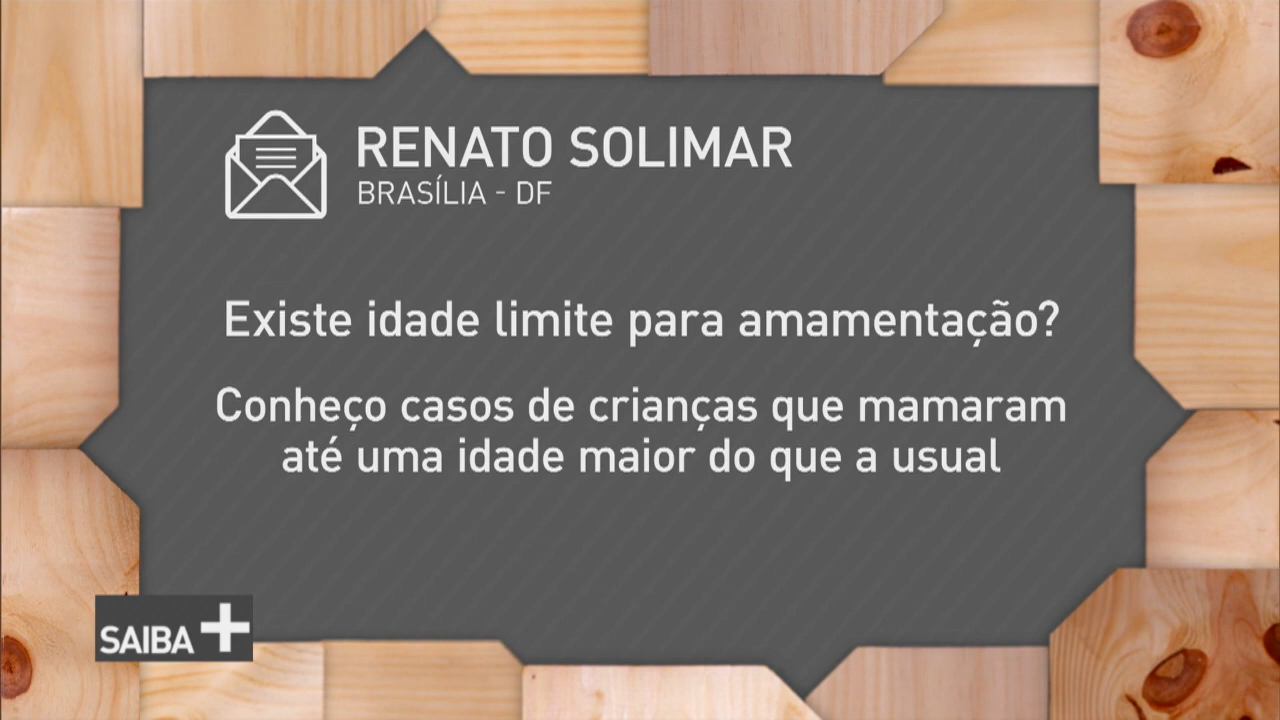 RENATO SOLIMAR
BRASÍLIA - DF
Existe idade limite para amamentação?
Conheço casos de crianças que mamaram
até uma idade maior do que a usual
SAIBA+